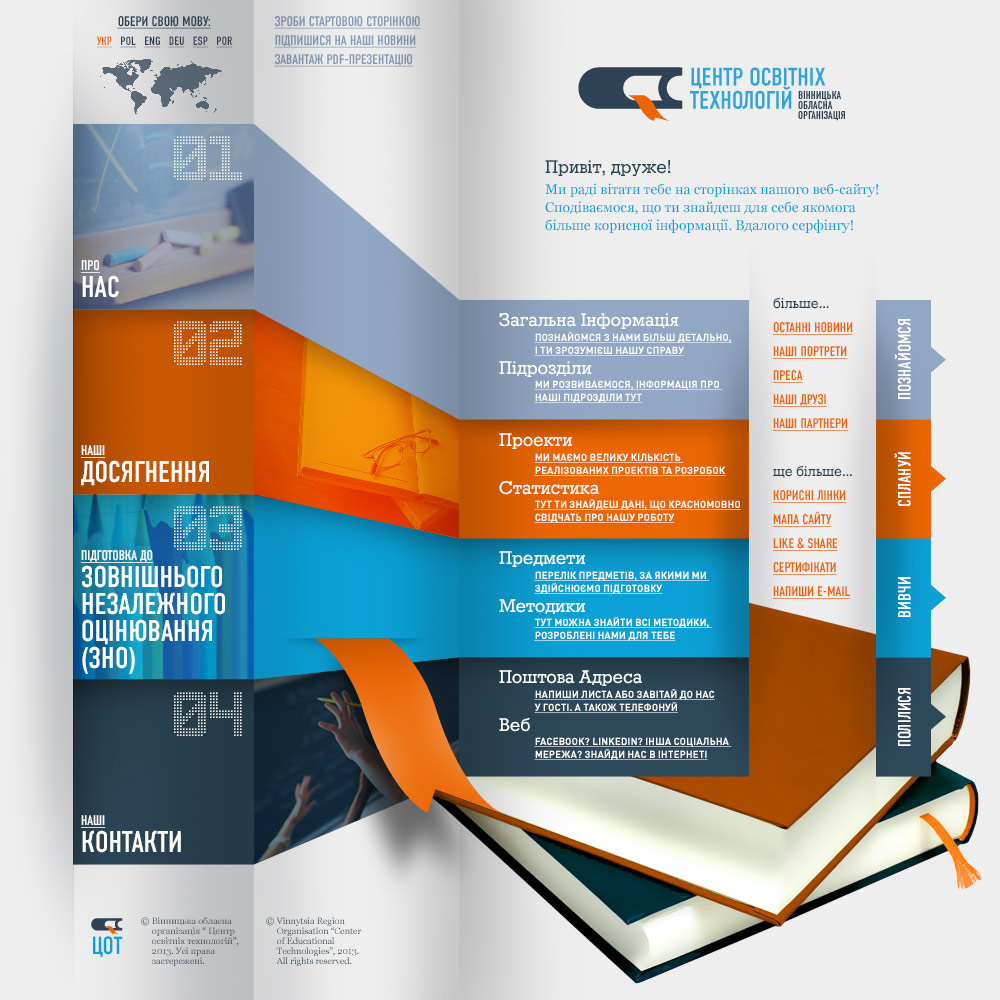 ОБЕРИ СВОЮ МОВУ:
УКР POL ENG DEU ESP POR
ЗРОБИ СТАРТОВОЮ СТОРІНКОЮ
ПІДПИШИСЯ НА НАШІ НОВИНИ
ЗАВАНТАЖ PDF-ПРЕЗЕНТАЦІЮ
ЦЕНТР ОСВІТНІХ
ТЕХНОЛОГІЙ
ВІННИЦЬКА
ОБЛАСНА
ОРГАНІЗАЦІЯ
Привіт, друже!
Ми раді вітати тебе на сторінках нашого веб-сайту!
Сподіваємося, що ти знайдеш для себе якомога
більше корисної інформації. Вдалого серфінгу!
01
ПРО
НАС
02
НАШІ
ДОСЯГНЕННЯ
03
ПІДГОТОВКА ДО
ЗОВНІШНЬОГО
НЕЗАЛЕЖНОГО
ОЦІНЮВАННЯ
(ЗНО)
04
НАШІ
КОНТАКТИ
Загальна Інформація
ПОЗНАЙОМСЯ З НАМИ БІЛЬШ ДЕТАЛЬНО,
І ТИ ЗРОЗУМІЄШ НАШУ СПРАВУ
Підрозділи
МИ РОЗВИВАЄМОСЯ, ІНФОРМАЦІЯ ПРО
НАШІ ПІДРОЗДІЛИ ТУТ
Проекти
МИ МАЄМО ВЕЛИКУ КІЛЬКІСТЬ
РЕАЛІЗОВАНИХ ПРОЕКТІВ ТА РОЗРОБОК
Статистика
ТУТ ТИ ЗНАЙДЕШ ДАНІ, ЩО КРАСНОМОВНО
СВІДЧАТЬ ПРО НАШУ РОБОТУ
Предмети
ПЕРЕЛІК ПРЕДМЕТІВ, ЗА ЯКИМИ МИ
ЗДІЙСНЮЄМО ПІДГОТОВКУ
Методики
ТУТ МОЖНА ЗНАЙТИ ВСІ МЕТОДИКИ,
РОЗРОБЛЕНІ НАМИ ДЛЯ ТЕБЕ
Поштова Адреса
НАПИШИ ЛИСТА АБО ЗАВІТАЙ ДО НАС
У ГОСТІ. А ТАКОЖ ТЕЛЕФОНУЙ
Веб
FACEBOOK? LINKEDIN? ІНША СОЦІАЛЬНА
МЕРЕЖА? ЗНАЙДИ НАС В ІНТЕРНЕТІ
більше...
ОСТАННІ НОВИНИ
НАШІ ПОРТРЕТИ
ПРЕСА
НАШІ ДРУЗІ
НАШІ ПАРТНЕРИ
ще більше...
КОРИСНІ ЛІНКИ
МАПА САЙТУ
LIKE & SHARE
СЕРТИФІКАТИ
НАПИШИ E-MAIL
ПОЗНАЙОМСЯ
СПЛАНУЙ
ВИВЧИ
ПОДІЛИСЯ
ЦОТ
© Вінницька обласна
організація “ Центр
освітніх технологій”,
2013. Усі права
застережені.
© Vinnytsia Region
Organisation “Center
of Educational
Technologies”, 2013.
All rights reserved.